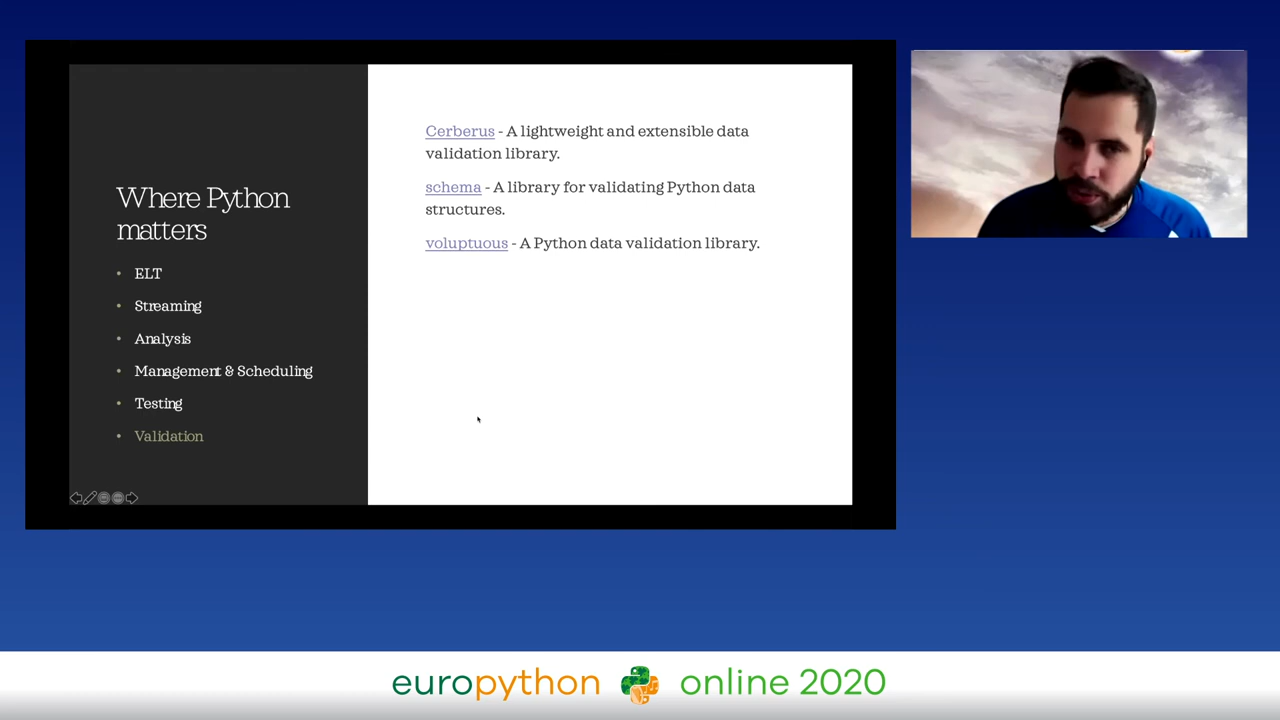 Where Python
matters
• ELT
• Streaming
• Analysis
• Management & Scheduling
• Testing
• Validation
Cerberus - A lightweight and extensible data
validation library.
schema - A library for validating Python data
structures.
voluptuous - A Python data validation library.
europython online 2020